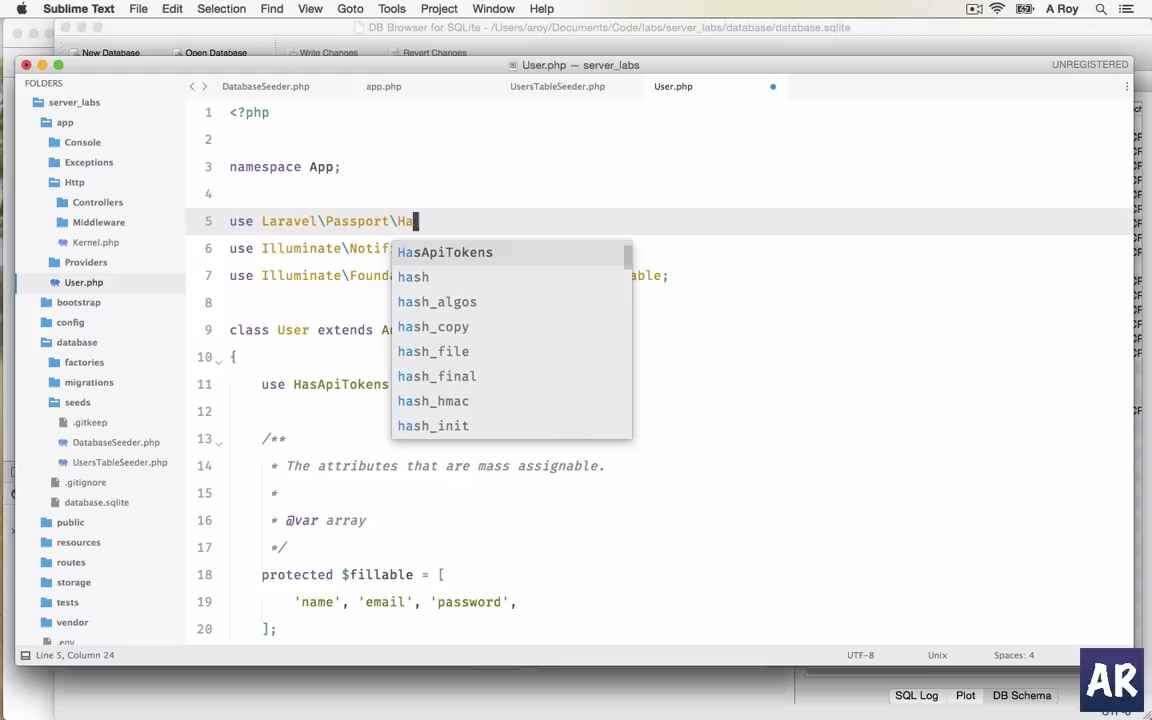 Sublime Text File Edit Selection Find View Goto Tools Project Window Help A Roy
DB Browser for SQLite - /Users/aroy/Documents/Code/labs/server_labs/database/database.sqlite
New Database Open Database Write Changes Revert Changes
User.php — server_labs UNREGISTERED
FOLDERS
server_labs
app
Console
Exceptions
Http
Controllers
Middleware
Kernel.php
Providers
User.php
bootstrap
config
database
factories
migrations
seeds
.gitkeep
DatabaseSeeder.php
UsersTableSeeder.php
.gitignore
database.sqlite
public
resources
routes
storage
tests
vendor
.env
DatabaseSeeder.php app.php UsersTableSeeder.php User.php
1 <?php
2
3 namespace App;
4
5 use Laravel\Passport\Ha
6 use Illuminate\Notifi
7 use Illuminate\Founda able;
8
9 class User extends A
10 {
11 use HasApiTokens
12
13 /**
14 * The attributes that are mass assignable.
15 *
16 * @var array
17 */
18 protected $fillable = [
19 'name', 'email', 'password',
20 ];
HasApiTokens
hash
hash_algos
hash_copy
hash_file
hash_final
hash_hmac
hash_init
Line 5, Column 24 UTF-8 Unix Spaces: 4
SQL Log Plot DB Schema
AR